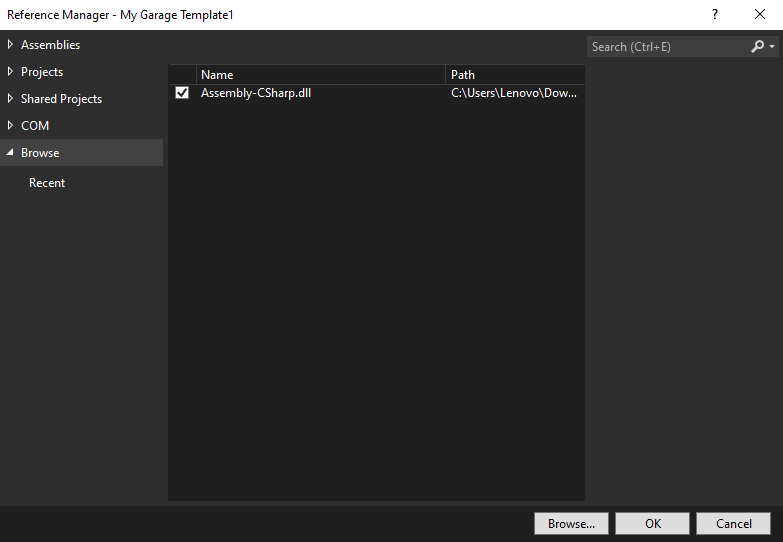 Reference Manager - My Garage Template1
?
Assemblies
Projects
Shared Projects
COM
Browse
Recent
Search (Ctrl+E)
Name Path
Assembly-CSharp.dll C:\Users\Lenovo\Dow...
Browse... OK Cancel